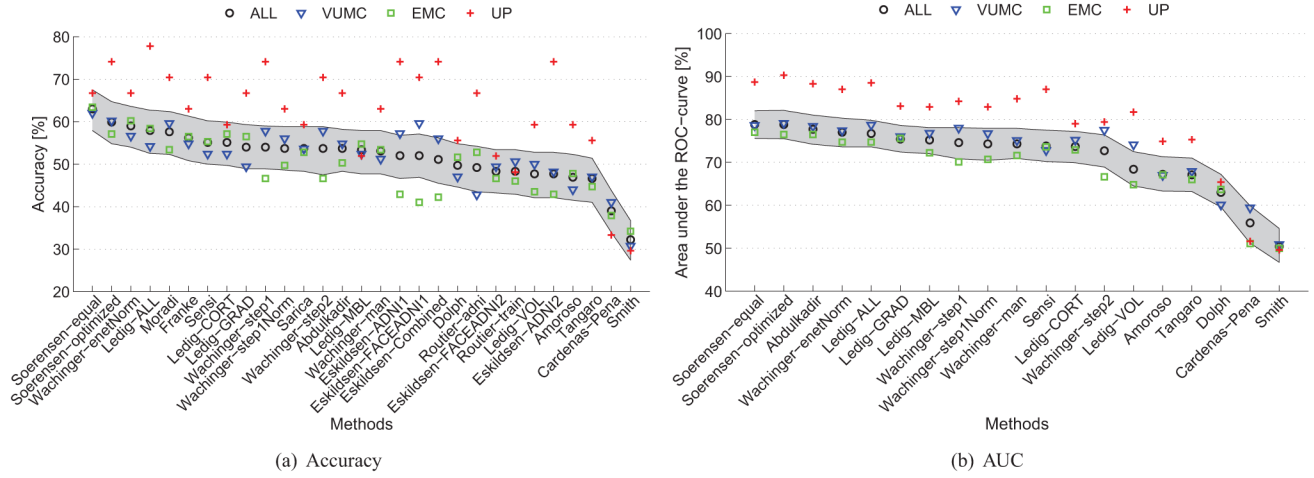 ALL VUMC EMC UP
80
70
60
50
40
30
20
Accuracy [%]
Soerensen-equal
Soerensen-optimized
Wachinger-eneNorm
Ledig-ALL
Moradi
Franke
Sensi
Ledig-CORT
Ledig-GRAD
Wachinger-step1
Wachinger-step1Norm
Sarica
Wachinger-step2
Abdulkadir
Ledig-MBL
Wachinger-man
Eskildsen-ADNI1
Eskildsen-FACEADNI1
Eskildsen-Combined
Dolph
Routier-adni
Eskildsen-FACEADNI2
Routier-train
Ledig-VOL
Eskildsen-ADNI2
Amoroso
Tangaro
Cardenas-Pena
Smith
Methods
(a) Accuracy
ALL VUMC EMC UP
100
90
80
70
60
50
40
Area under the ROC-curve [%]
Soerensen-equal
Soerensen-optimized
Abdulkadir
Wachinger-eneNorm
Ledig-ALL
Ledig-GRAD
Ledig-MBL
Wachinger-step1
Wachinger-step1Norm
Wachinger-man
Sensi
Ledig-CORT
Wachinger-step2
Ledig-VOL
Amoroso
Tangaro
Dolph
Cardenas-Pena
Smith
Methods
(b) AUC